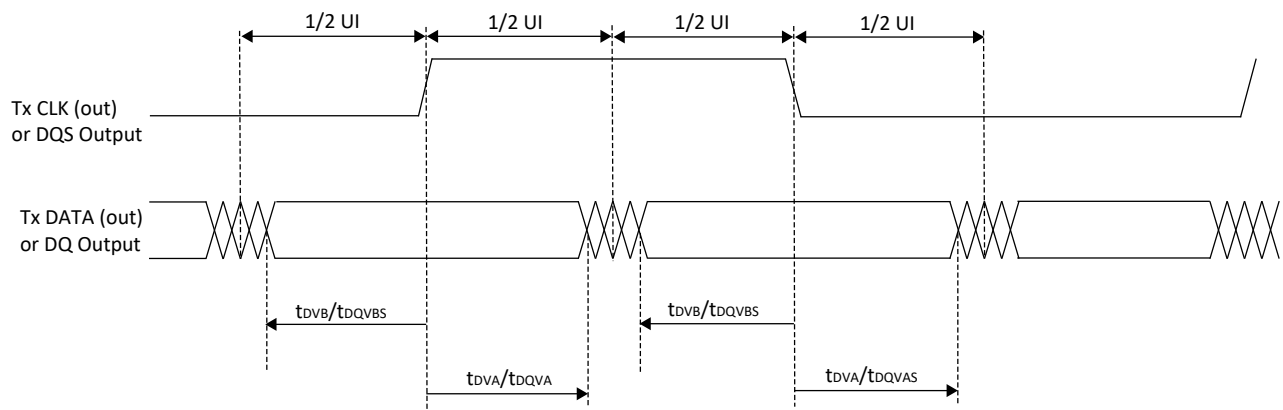 1/2 UI 1/2 UI 1/2 UI 1/2 UI
Tx CLK (out)
or DQS Output
Tx DATA (out)
or DQ Output
tDVB/tDQVBS tDVB/tDQVBS
tDVA/tDQVA tDVA/tDQVAS